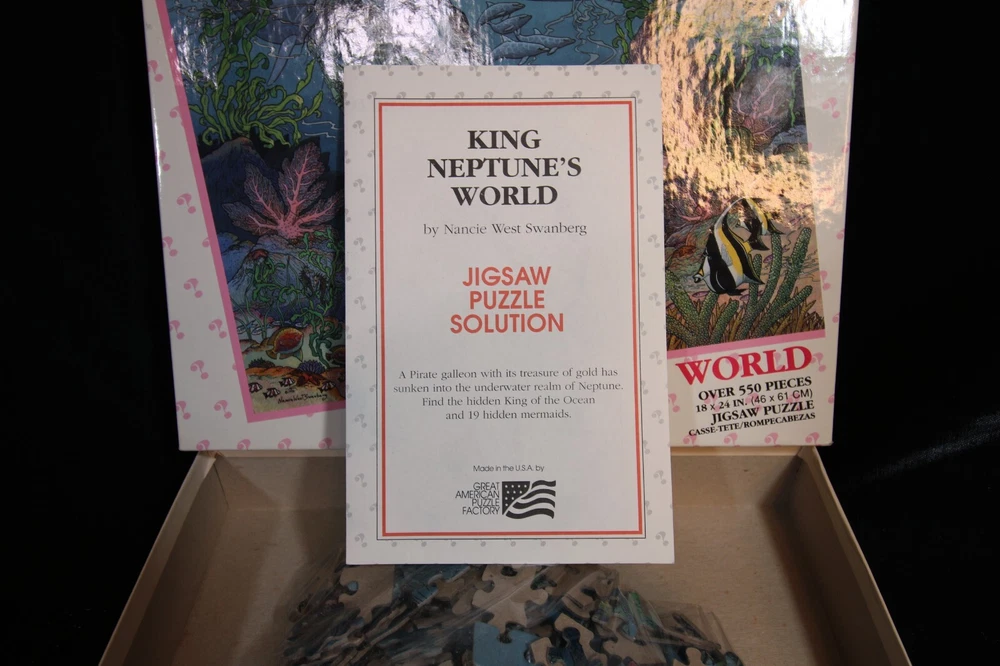 KING
NEPTUNE'S
WORLD
by Nancie West Swanberg
JIGSAW
PUZZLE
SOLUTION
A Pirate galleon with its treasure of gold has
sunken into the underwater realm of Neptune.
Find the hidden King of the Ocean
and 19 hidden mermaids.
Made in the U.S.A. by
GREAT
AMERICAN
PUZZLE
FACTORY
WORLD
OVER 550 PIECES
18 x 24 IN. (46 x 61 CM)
JIGSAW PUZZLE
CASSE-TETE/ROMPECABEZAS